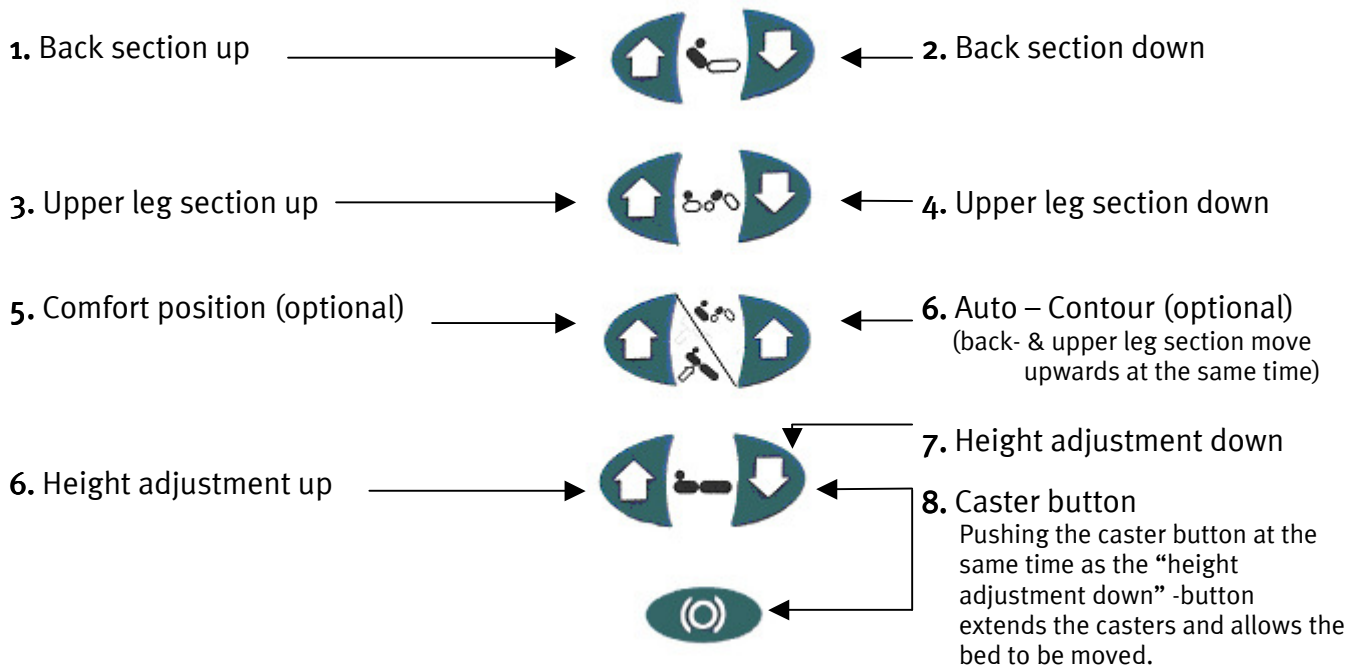 1. Back section up
2. Back section down
3. Upper leg section up
4. Upper leg section down
5. Comfort position (optional)
6. Auto – Contour (optional)
(back- & upper leg section move
upwards at the same time)
6. Height adjustment up
7. Height adjustment down
8. Caster button
Pushing the caster button at the
same time as the “height
adjustment down” -button
extends the casters and allows the
bed to be moved.